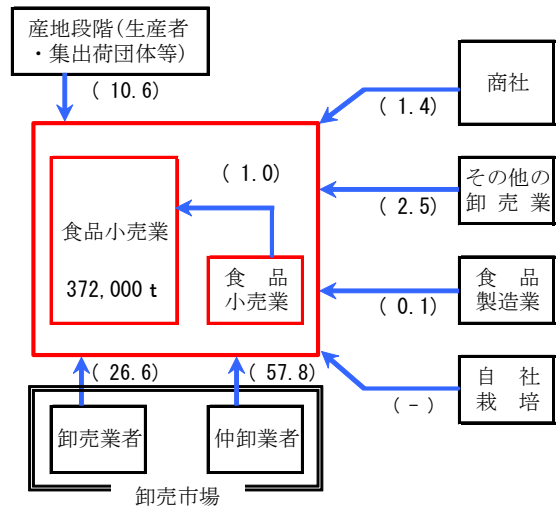 産地段階(生産者
・集出荷団体等)
( 10.6)
商社
( 1.4)
その他の
卸 売 業
( 2.5)
( 1.0)
食品小売業
372,000 t
食　品
小売業
食　品
製造業
( 0.1)
自　社
栽　培
( - )
( 26.6)
( 57.8)
卸売業者
仲卸業者
卸売市場